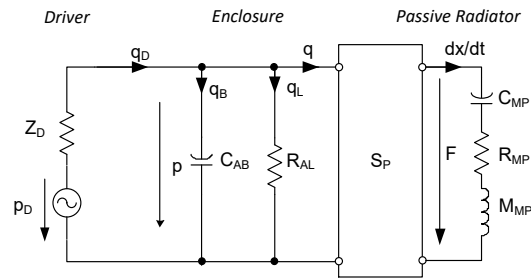 Driver
Enclosure
Passive Radiator
q_D
q
dx/dt
q_B
q_L
C_MP
Z_D
p
C_AB
R_AL
S_P
F
R_MP
p_D
M_MP